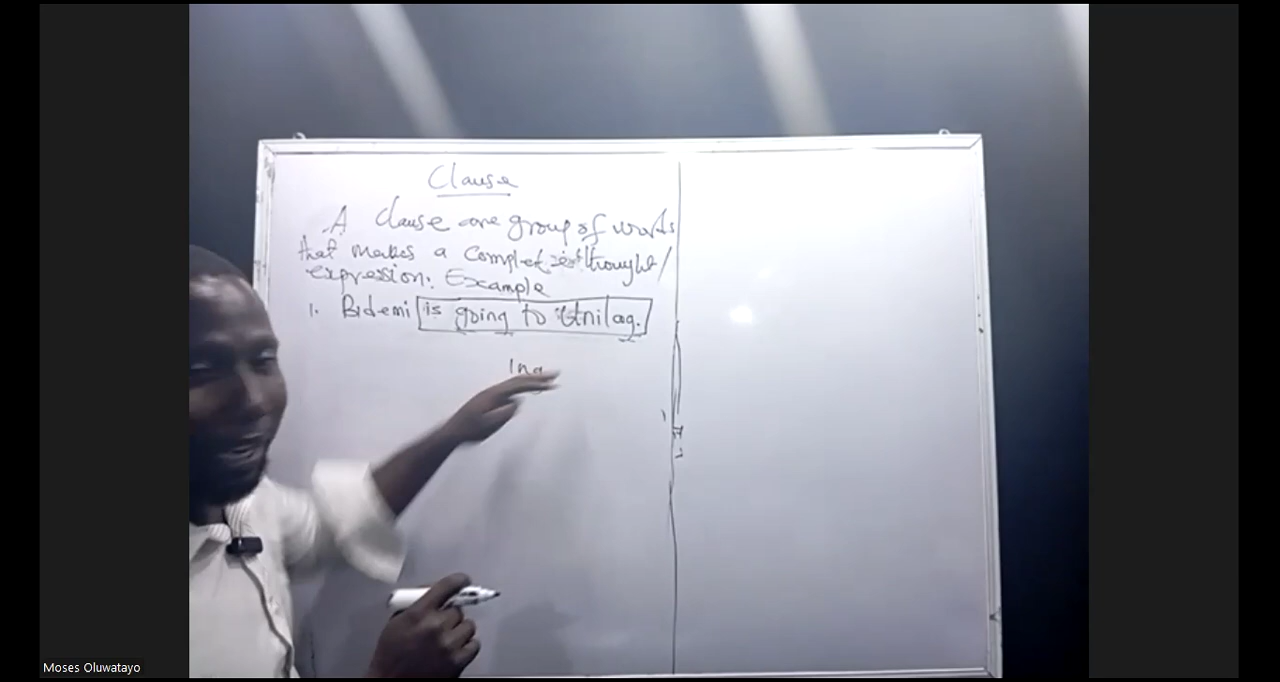 Clause
A Clause are group of words
that makes a complete thought/
expression. Example
1. Bidemi is going to Unilag.
Ing
Moses Oluwatayo